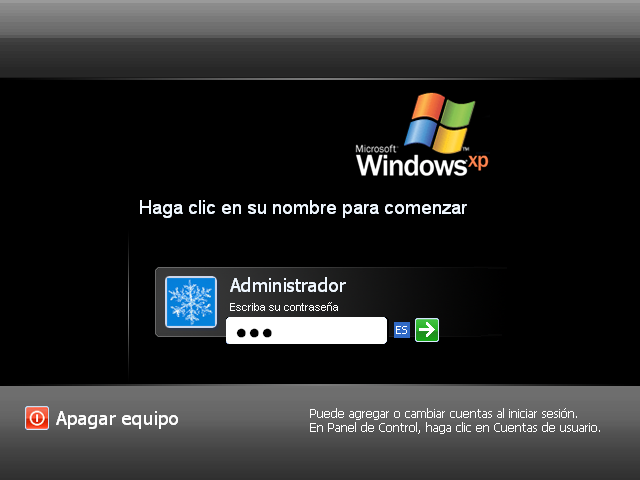 Microsoft®
Windows xp™
Haga clic en su nombre para comenzar
Administrador
Escriba su contraseña
ES
Apagar equipo
Puede agregar o cambiar cuentas al iniciar sesión.
En Panel de Control, haga clic en Cuentas de usuario.